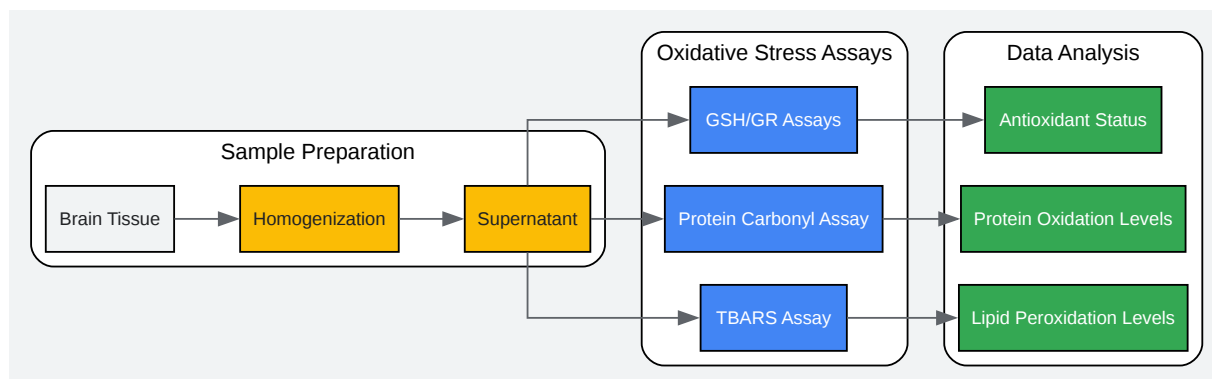 Sample Preparation
Brain Tissue
Homogenization
Supernatant
Oxidative Stress Assays
GSH/GR Assays
Protein Carbonyl Assay
TBARS Assay
Data Analysis
Antioxidant Status
Protein Oxidation Levels
Lipid Peroxidation Levels